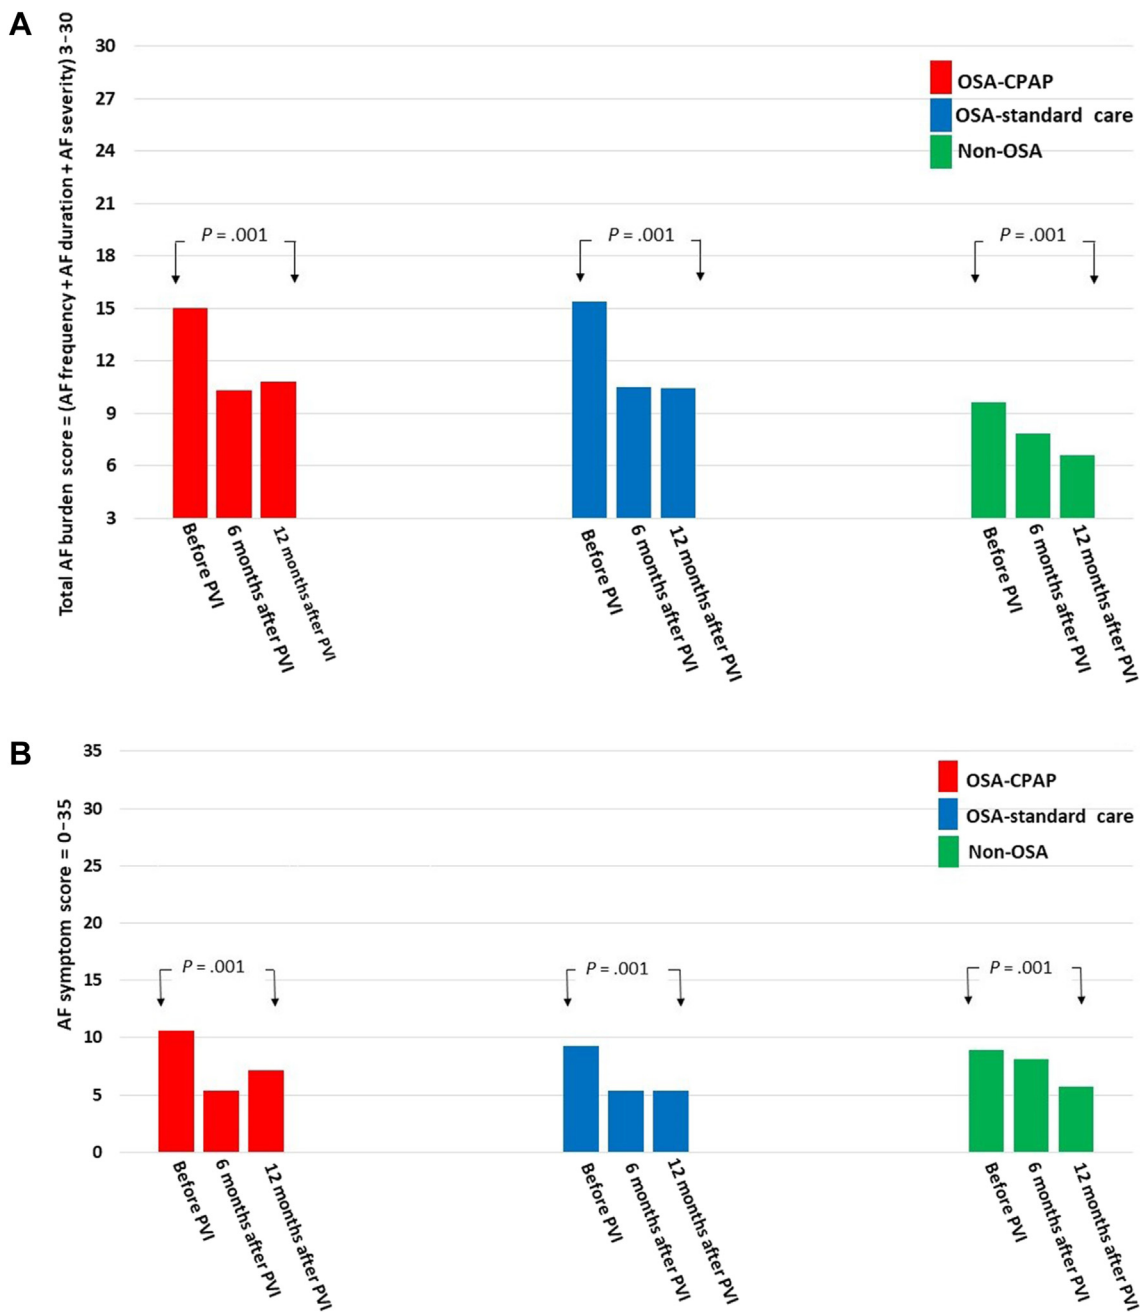 A
Total AF burden score = (AF frequency + AF duration + AF severity) 3–30
30
27
24
21
18
15
12
9
6
3
OSA-CPAP
OSA-standard care
Non-OSA
P = .001
P = .001
P = .001
Before PVI
6 months after PVI
12 months after PVI
Before PVI
6 months after PVI
12 months after PVI
Before PVI
6 months after PVI
12 months after PVI
B
AF symptom score = 0–35
35
30
25
20
15
10
5
0
OSA-CPAP
OSA-standard care
Non-OSA
P = .001
P = .001
P = .001
Before PVI
6 months after PVI
12 months after PVI
Before PVI
6 months after PVI
12 months after PVI
Before PVI
6 months after PVI
12 months after PVI